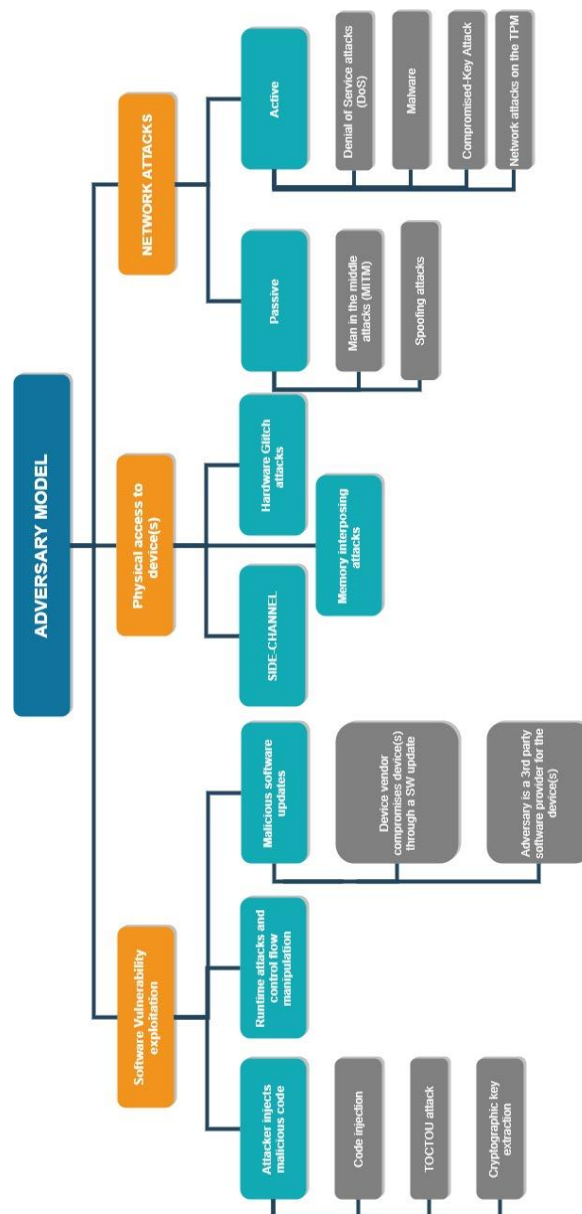 ADVERSARY MODEL
Software Vulnerability
exploitation
Physical access to
device(s)
NETWORK ATTACKS
Attacker injects
malicious code
Runtime attacks and
control flow
manipulation
Malicious software
updates
SIDE-CHANNEL
Hardware Glitch
attacks
Passive
Active
Code injection
TOCTOU attack
Cryptographic key
extraction
Device vendor
compromises device(s)
through a SW update
Adversary is a 3rd party
software provider for the
device(s)
Memory interposing
attacks
Man in the middle
attacks (MITM)
Spoofing attacks
Denial of Service attacks
(DoS)
Malware
Compromised-Key Attack
Network attacks on the TPM